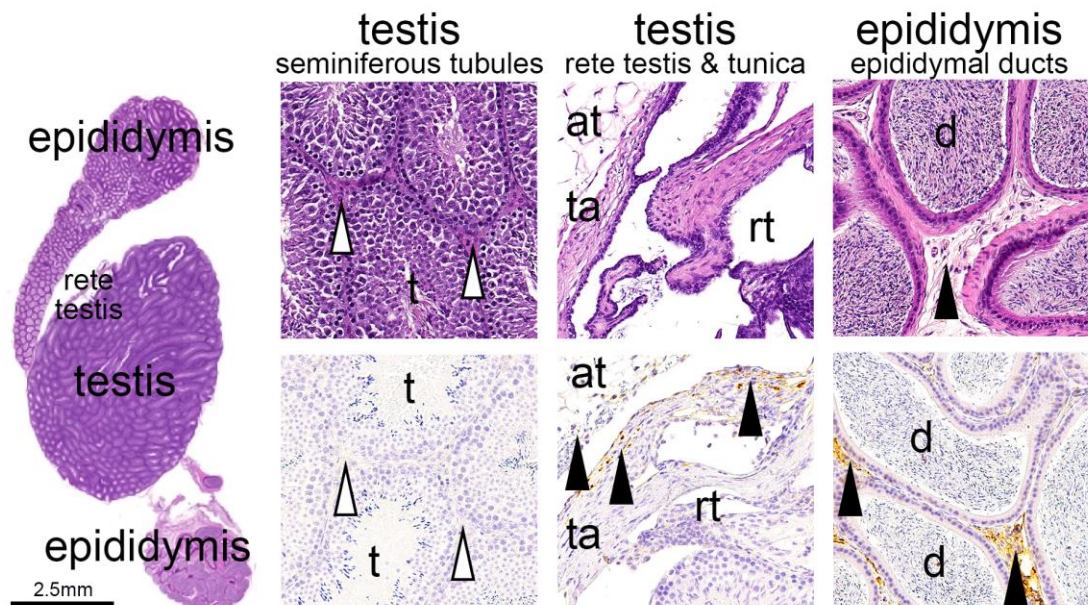 testis
seminiferous tubules
testis
rete testis & tunica
epididymis
epididymal ducts
epididymis
rete
testis
testis
epididymis
2.5mm
t
at
ta
rt
d
t
t
at
ta
rt
d
d